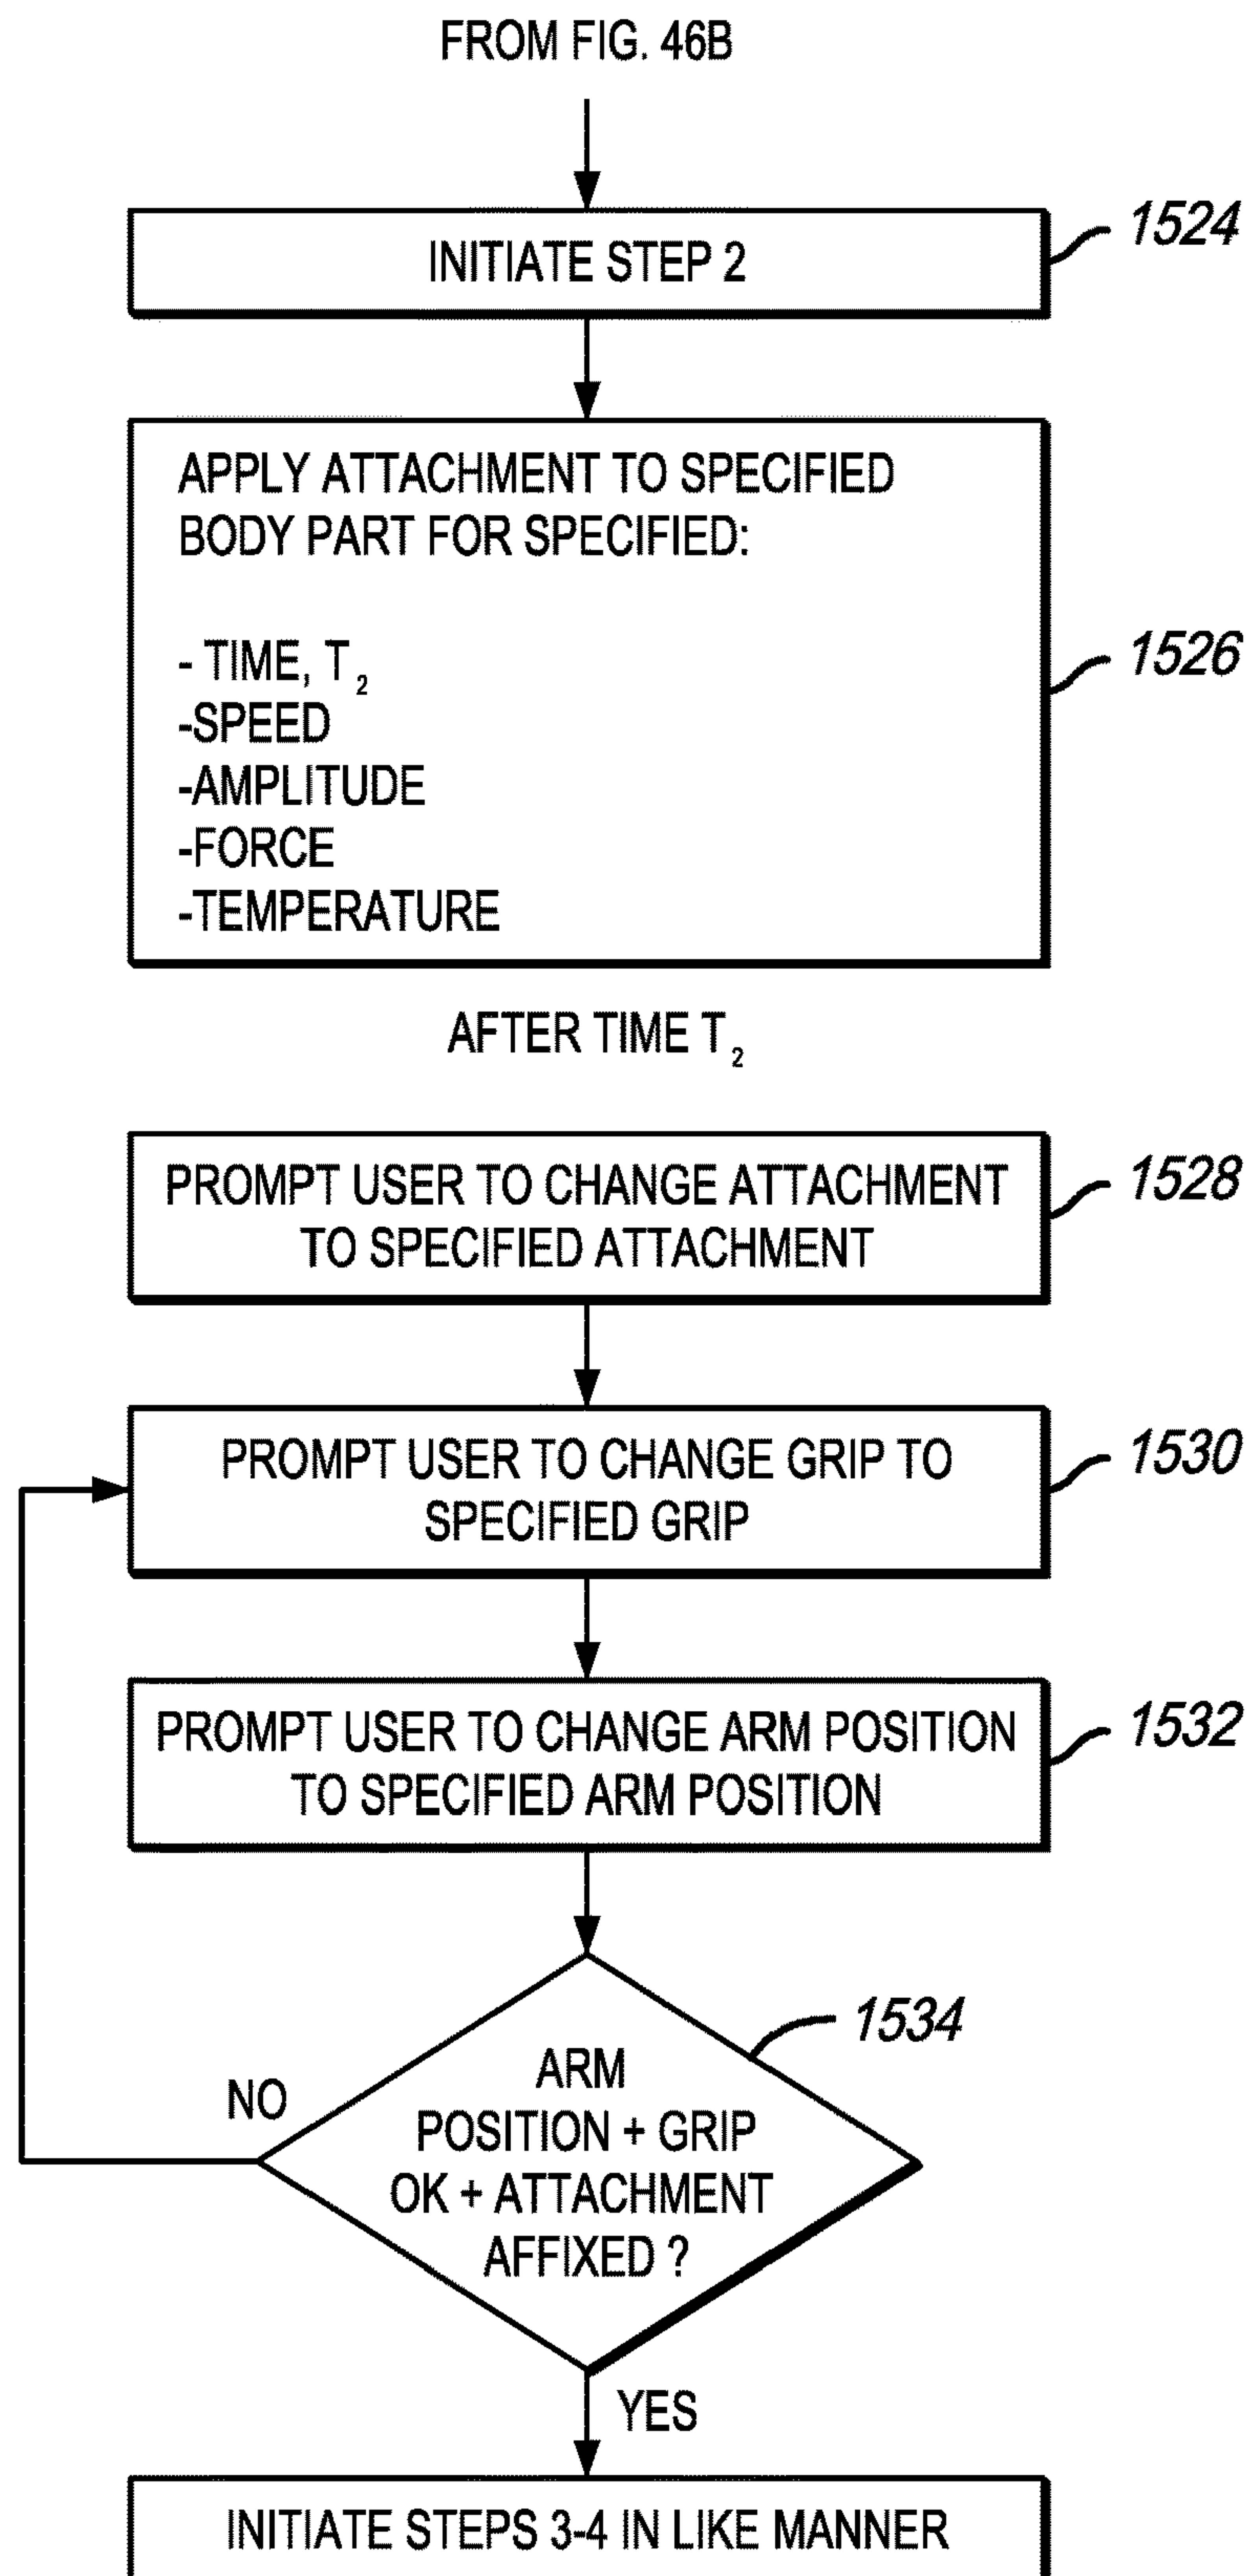 FROM FIG. 46B
INITIATE STEP 2
1524
APPLY ATTACHMENT TO SPECIFIED
BODY PART FOR SPECIFIED:
- TIME, T₂
-SPEED
-AMPLITUDE
-FORCE
-TEMPERATURE
1526
AFTER TIME T₂
PROMPT USER TO CHANGE ATTACHMENT
TO SPECIFIED ATTACHMENT
1528
PROMPT USER TO CHANGE GRIP TO
SPECIFIED GRIP
1530
PROMPT USER TO CHANGE ARM POSITION
TO SPECIFIED ARM POSITION
1532
ARM
POSITION + GRIP
OK + ATTACHMENT
AFFIXED ?
1534
NO
YES
INITIATE STEPS 3-4 IN LIKE MANNER